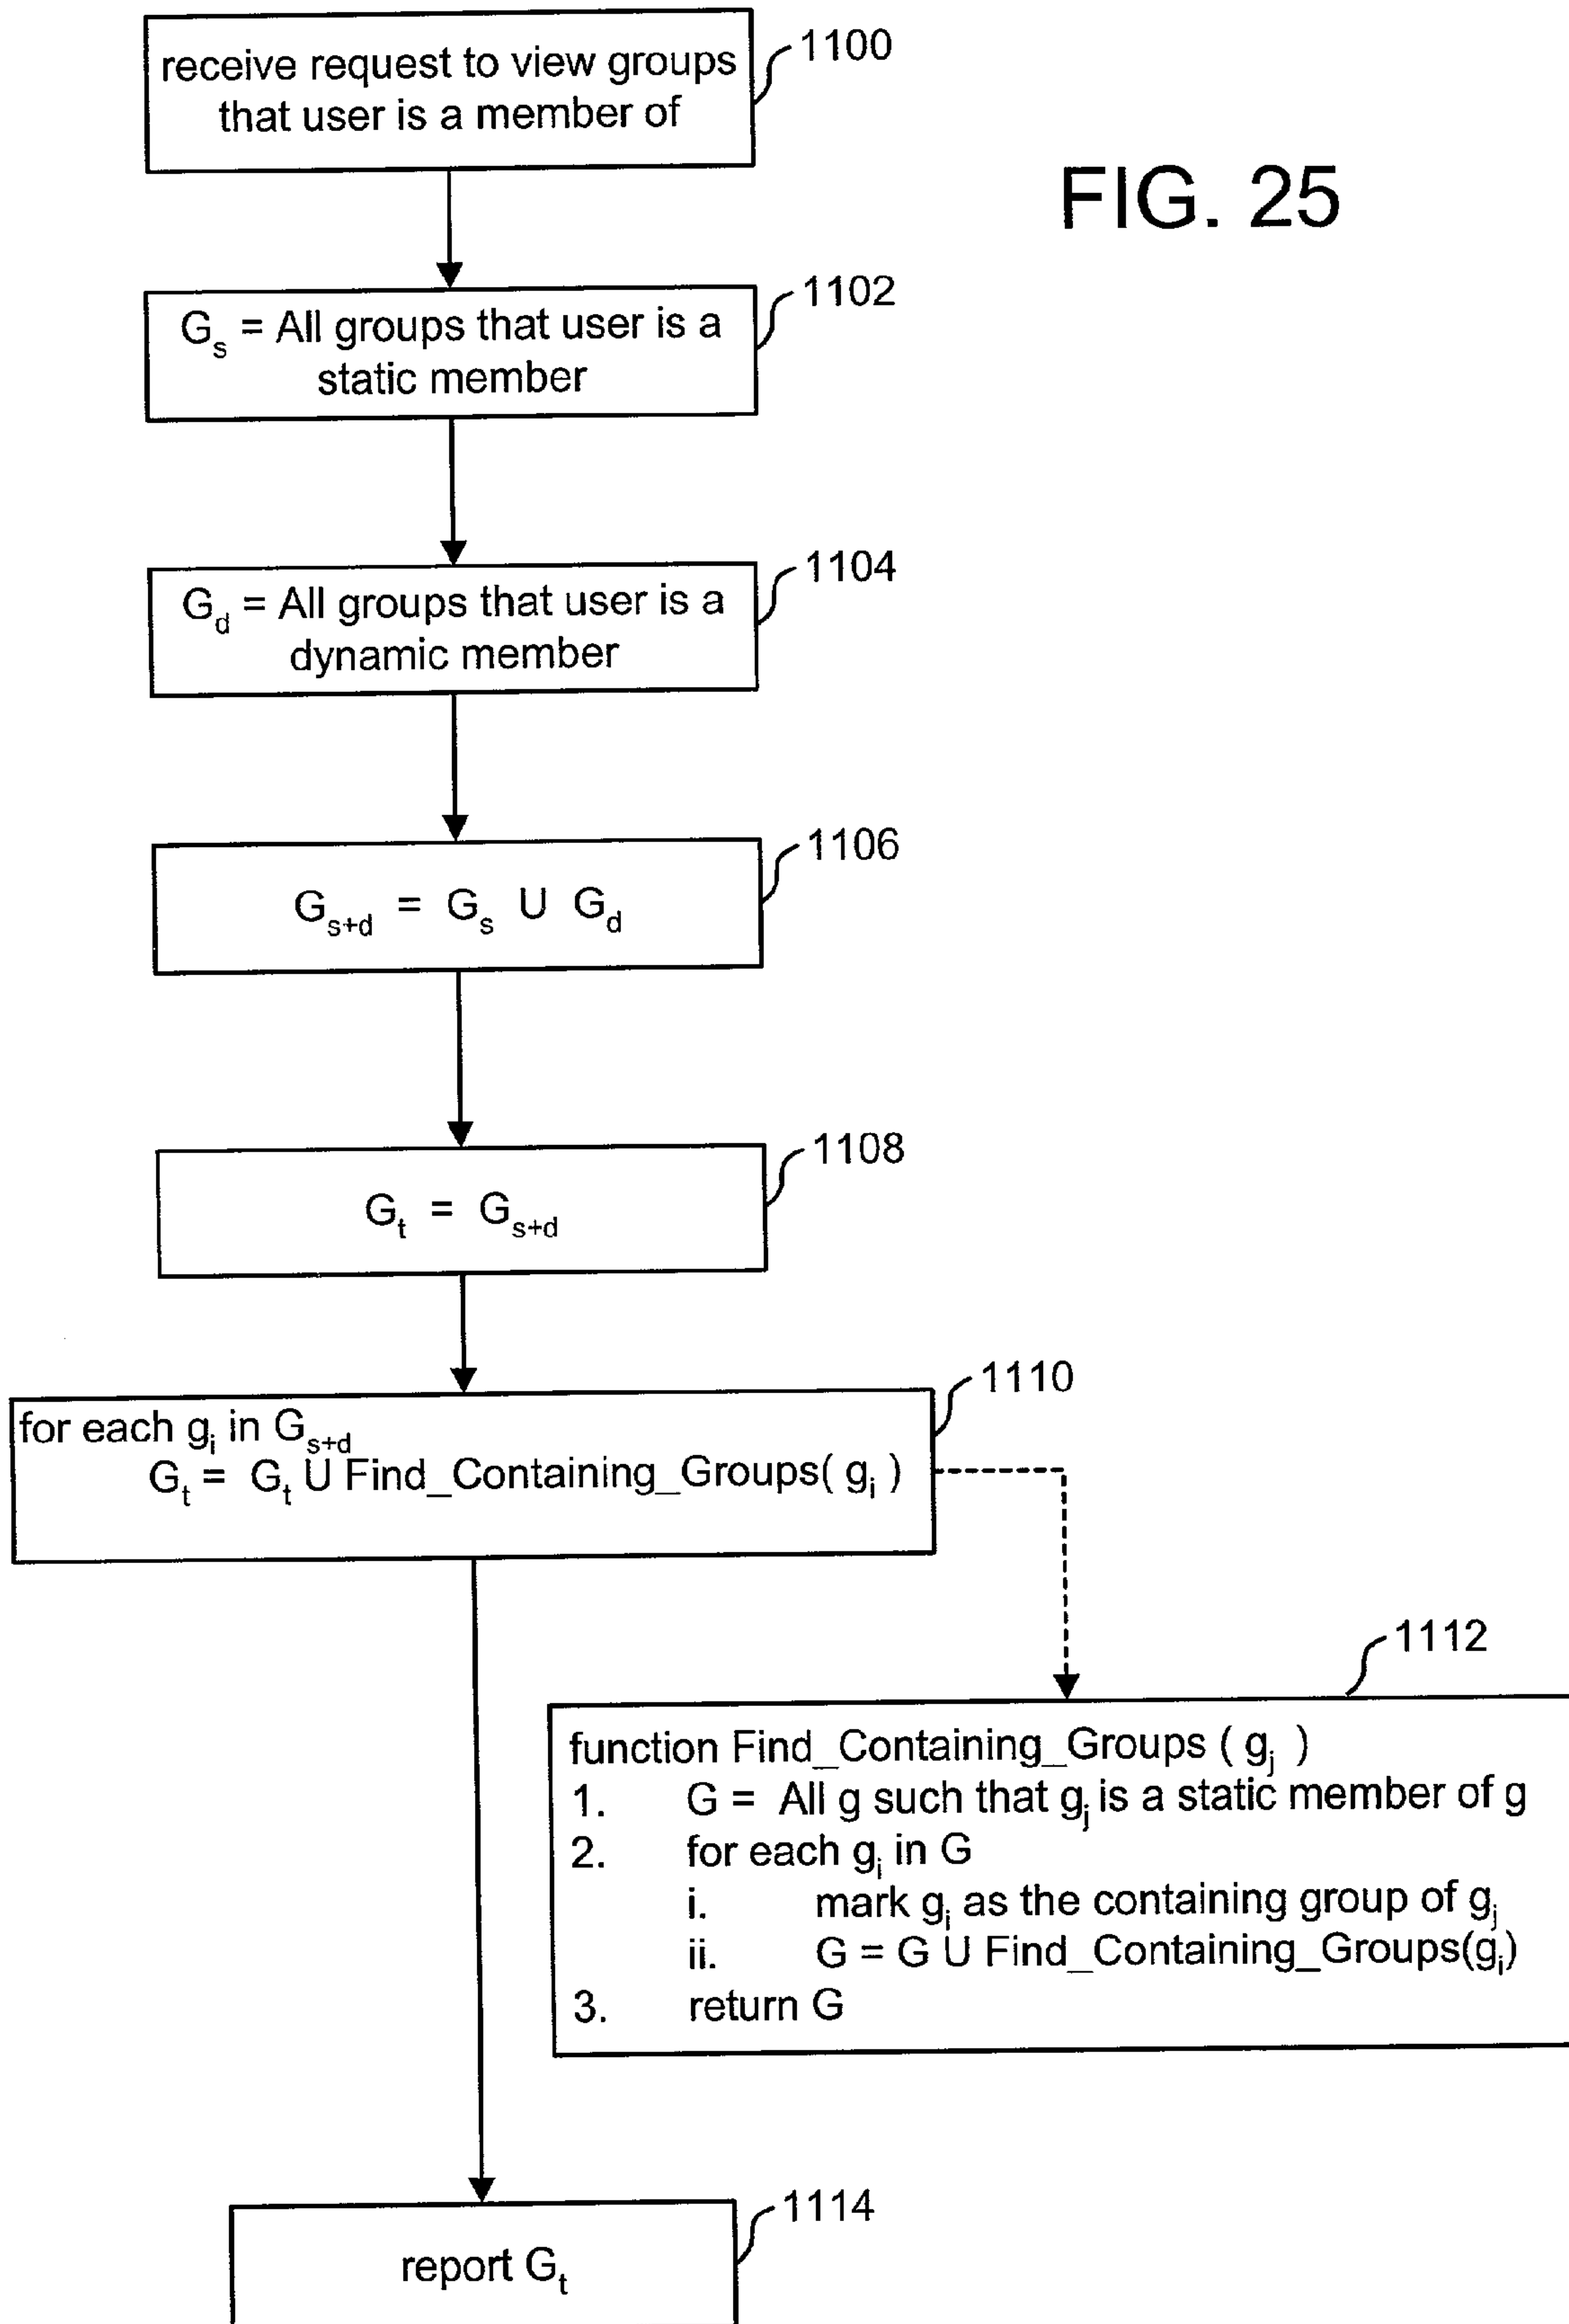 receive request to view groups
that user is a member of
1100
FIG. 25
G_s = All groups that user is a
static member
1102
G_d = All groups that user is a
dynamic member
1104
G_s+d = G_s U G_d
1106
G_t = G_s+d
1108
for each g_i in G_s+d
G_t = G_t U Find_Containing_Groups( g_i )
1110
1112
function Find_Containing_Groups ( g_j )
1. G = All g such that g_j is a static member of g
2. for each g_i in G
i. mark g_i as the containing group of g_j
ii. G = G U Find_Containing_Groups(g_i)
3. return G
report G_t
1114